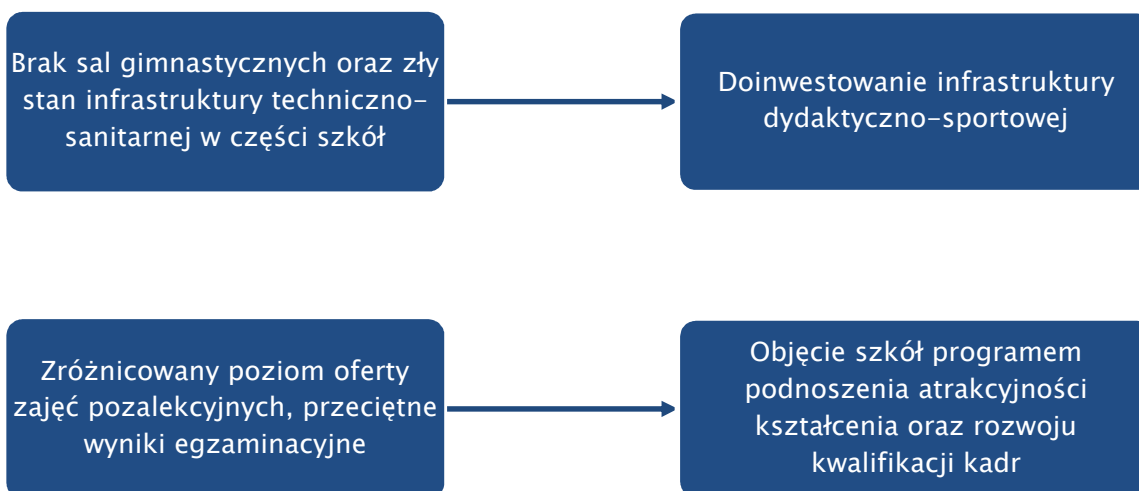 Brak sal gimnastycznych oraz zły
stan infrastruktury techniczno-
sanitarnej w części szkół
Doinwestowanie infrastruktury
dydaktyczno-sportowej
Zróżnicowany poziom oferty
zajęć pozalekcyjnych, przeciętne
wyniki egzaminacyjne
Objęcie szkół programem
podnoszenia atrakcyjności
kształcenia oraz rozwoju
kwalifikacji kadr